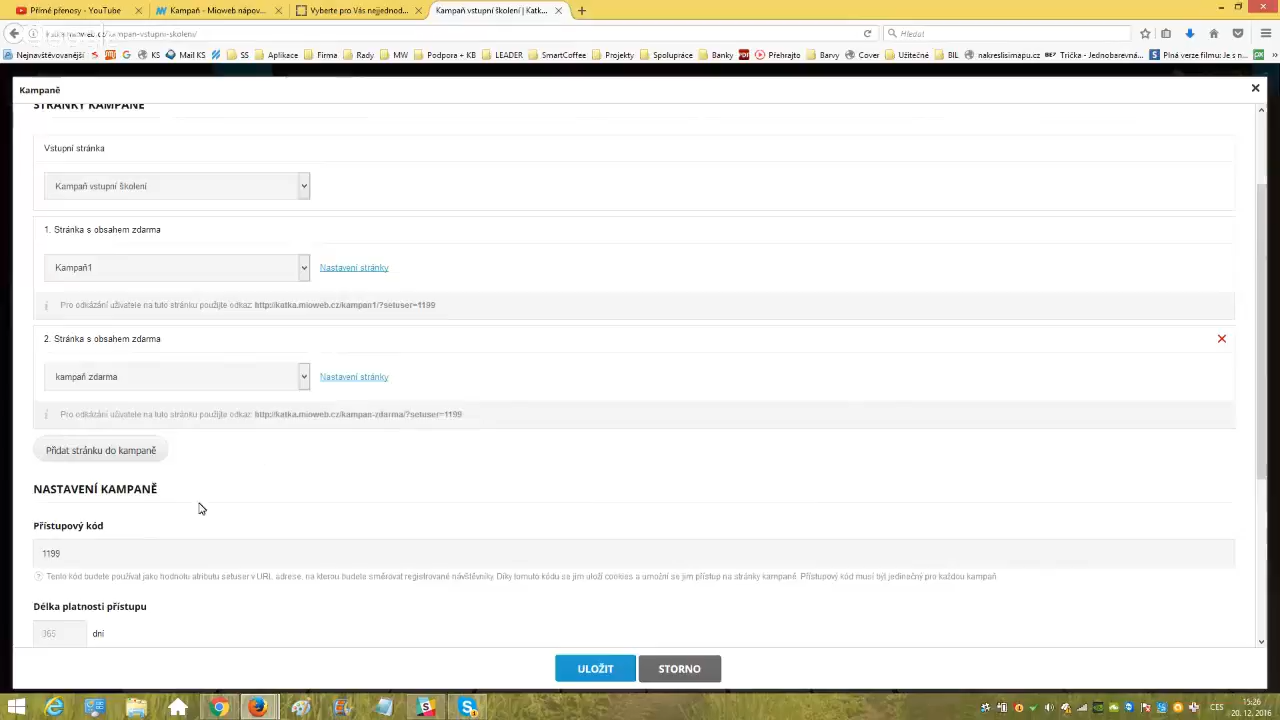 Přímé přenosy - YouTube
Kampaň - Mioweb nápov...
Vyberte pro Vás nejjednod...
Kampaň vstupní školení | Katk...
katka.mioweb.cz/kampan-vstupni-skoleni/
Hledat
Nejnavštěvovanější
G
KS
Mail KS
SS
Aplikace
Firma
Rady
MW
Podpora + KB
LEADER
SmartCoffee
Projekty
Spolupráce
Banky
Přehrajte
Barvy
Cover
Užitečné
BIL
nakreslisimapu.cz
Trička - Jednobarevná...
Plná verze filmu: Je s n...
Kampaně
STRÁNKY KAMPANĚ
Vstupní stránka
Kampaň vstupní školení
1. Stránka s obsahem zdarma
Kampaň1
Nastavení stránky
Pro odkázání uživatele na tuto stránku použijte odkaz: http://katka.mioweb.cz/kampan1/?setuser=1199
2. Stránka s obsahem zdarma
kampaň zdarma
Nastavení stránky
Pro odkázání uživatele na tuto stránku použijte odkaz: http://katka.mioweb.cz/kampan-zdarma/?setuser=1199
Přidat stránku do kampaně
NASTAVENÍ KAMPANĚ
Přístupový kód
1199
Tento kód budete používat jako hodnotu atributu setuser v URL adrese, na kterou budete směrovat registrované návštěvníky. Díky tomuto kódu se jim uloží cookies a umožní se jim přístup na stránky kampaně. Přístupový kód musí být jedinečný pro každou kampaň
Délka platnosti přístupu
365
dní
ULOŽIT
STORNO
CES
15:26
20. 12. 2016